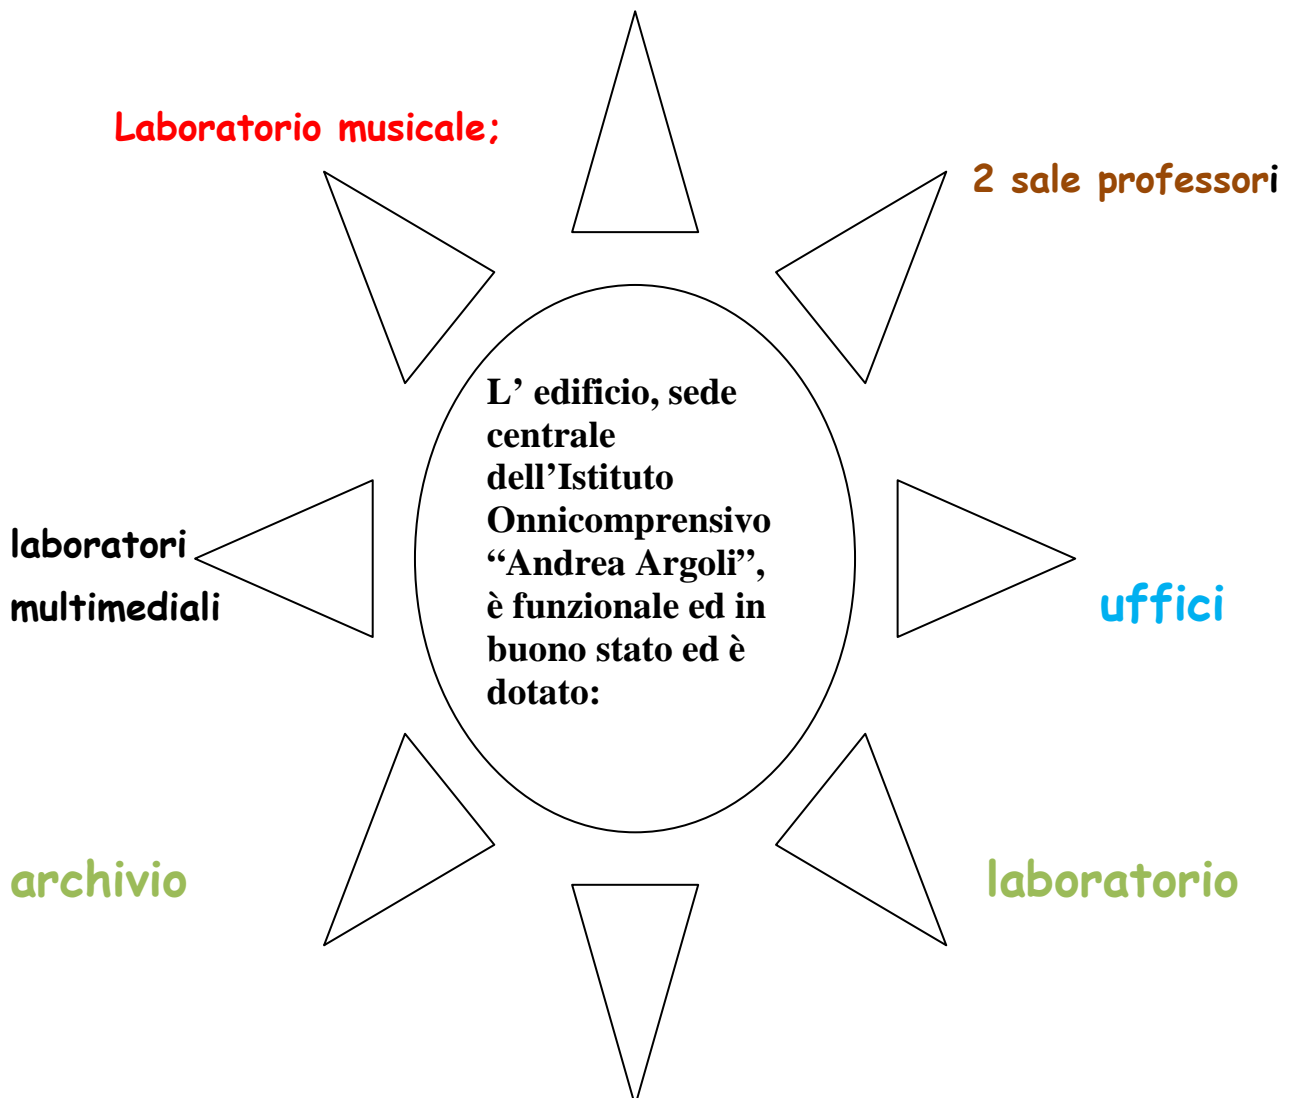 Laboratorio musicale;
2 sale professori
L’ edificio, sede
centrale
dell’Istituto
Onnicomprensivo
“Andrea Argoli”,
è funzionale ed in
buono stato ed è
dotato:
laboratori
multimediali
uffici
archivio
laboratorio